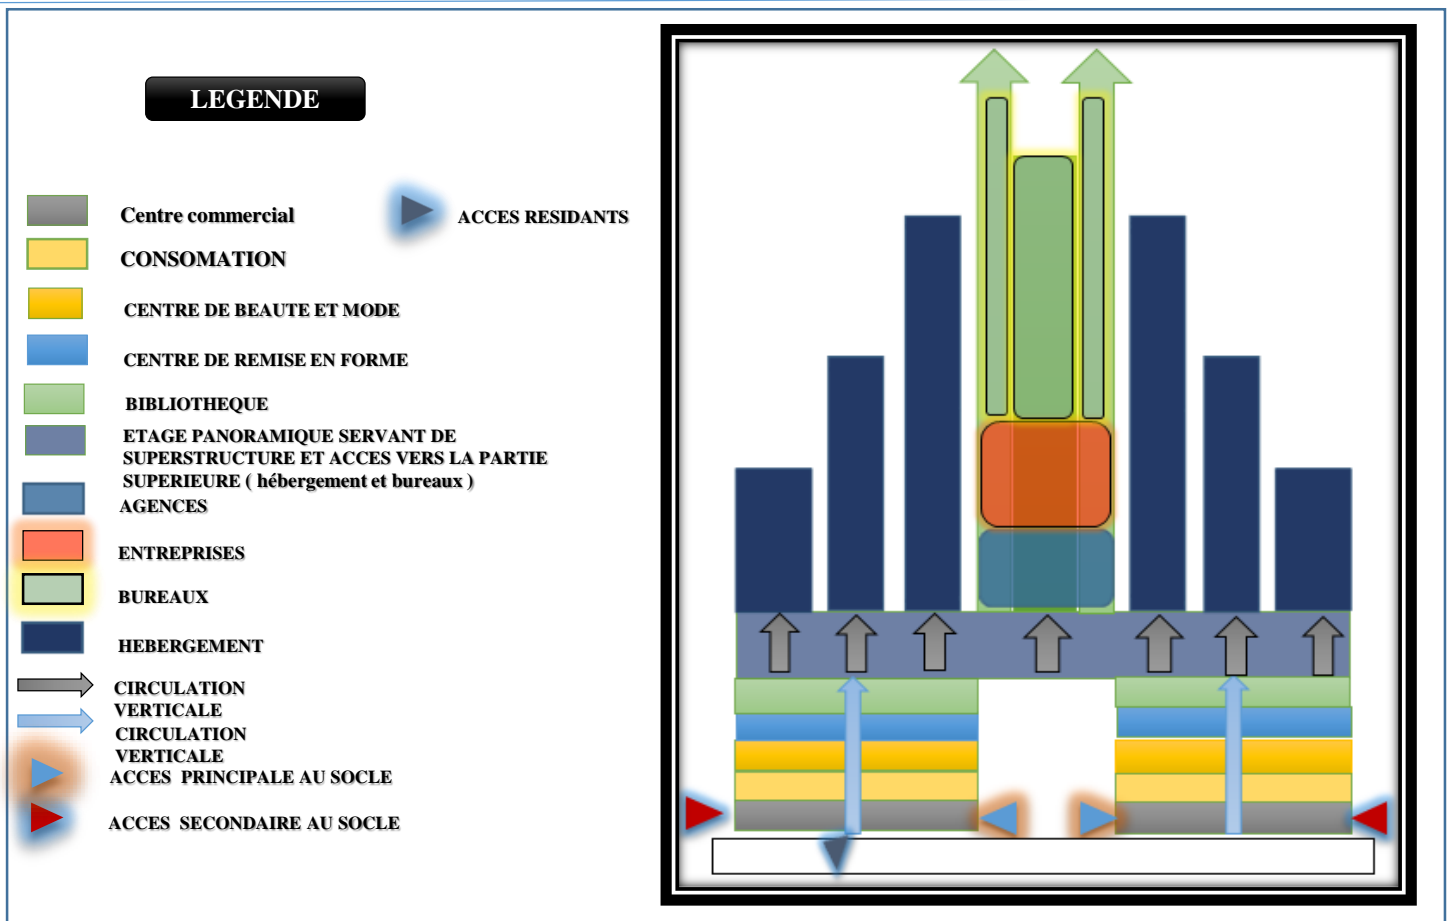 LEGENDE
Centre commercial
ACCES RESIDANTS
CONSOMATION
CENTRE DE BEAUTE ET MODE
CENTRE DE REMISE EN FORME
BIBLIOTHEQUE
ETAGE PANORAMIQUE SERVANT DE
SUPERSTRUCTURE ET ACCES VERS LA PARTIE
SUPERIEURE ( hébergement et bureaux )
AGENCES
ENTREPRISES
BUREAUX
HEBERGEMENT
CIRCULATION
VERTICALE
CIRCULATION
VERTICALE
ACCES PRINCIPALE AU SOCLE
ACCES SECONDAIRE AU SOCLE